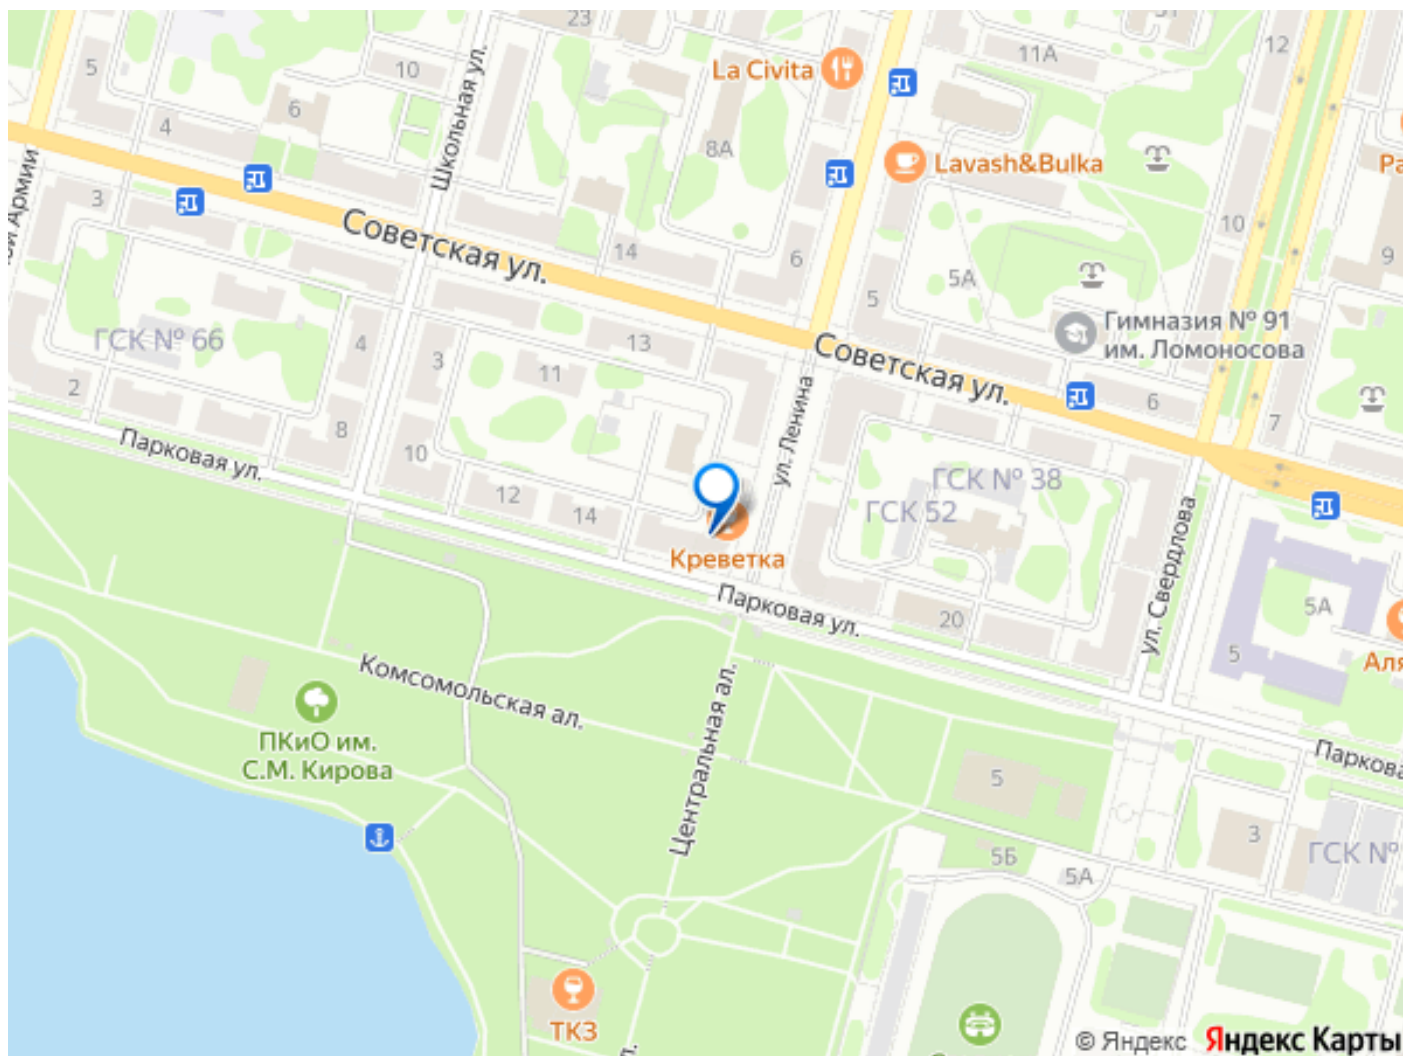 23
5
10
La Civita
11А
12
6
4
Школьная ул.
8А
Lavash&Bulka
3
Советская ул.
14
6
5А
10
9
5
Гимназия № 91
им. Ломоносова
ГСК № 66
4
3
13
11
Советская ул.
6
7
2
8
Парковая ул.
10
12
14
ул. Ленина
ГСК № 38
ГСК 52
Креветка
Парковая ул.
20
ул. Свердлова
5А
5
Комсомольская ал.
Центральная ал.
ПКиО им.
С.М. Кирова
5
3
5Б
5А
ГСК №
ТКЗ
© Яндекс Яндекс Карты